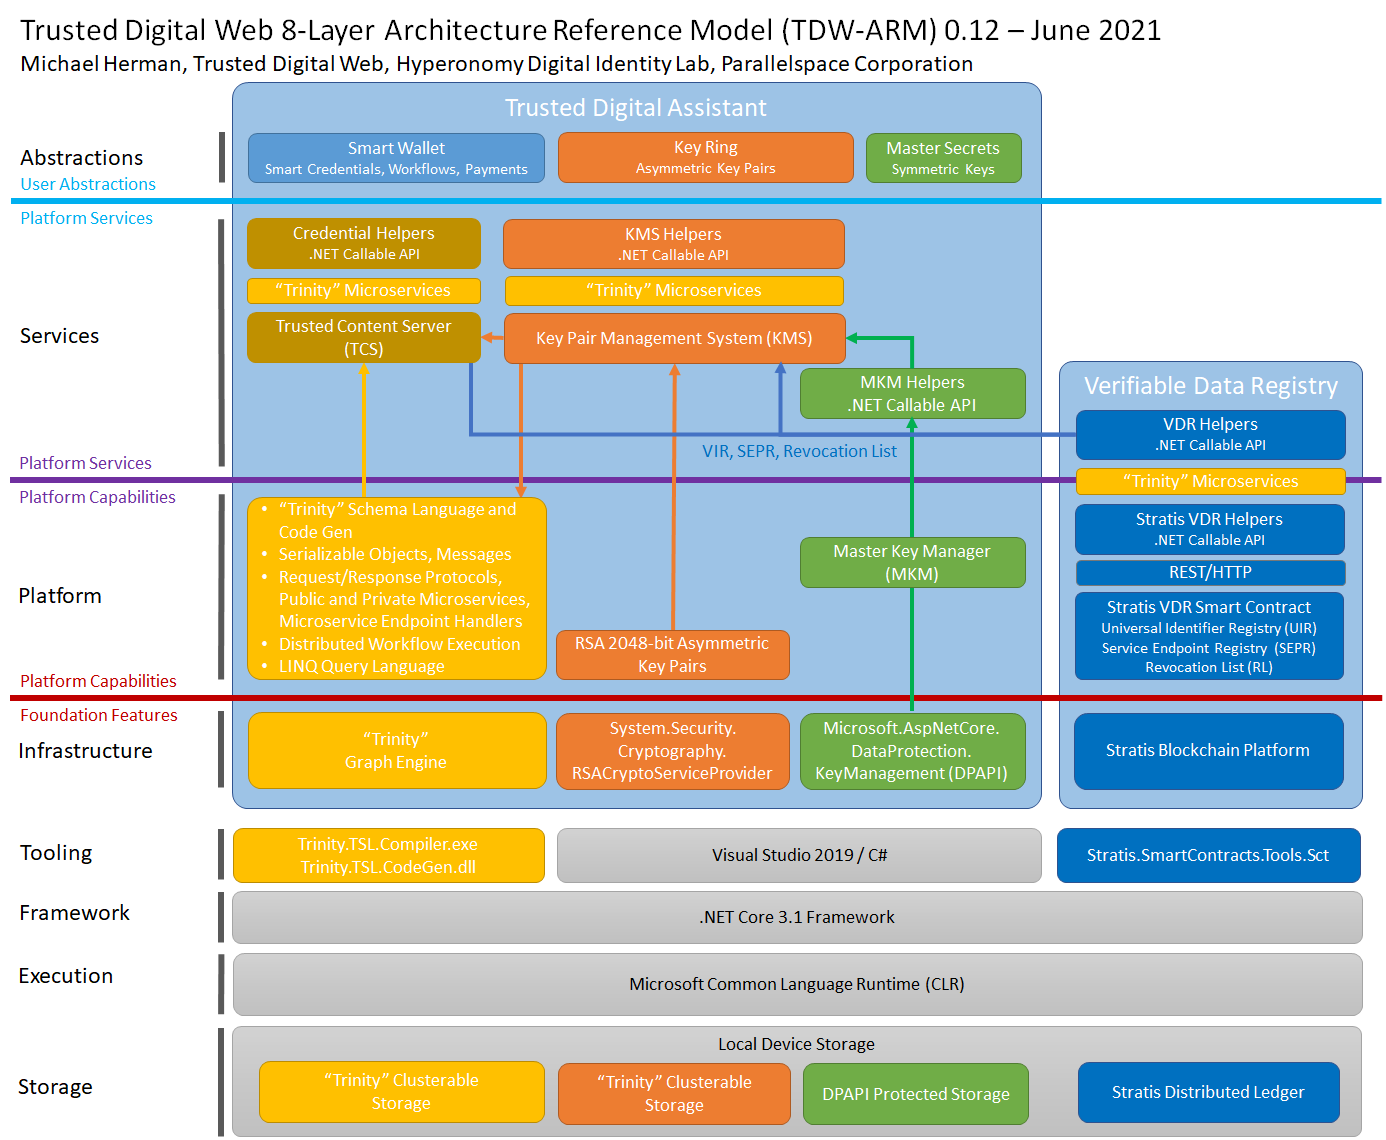 Trusted Digital Web 8-Layer Architecture Reference Model (TDW-ARM) 0.12 – June 2021
Michael Herman, Trusted Digital Web, Hyperonomy Digital Identity Lab, Parallelspace Corporation
Trusted Digital Assistant
Abstractions
User Abstractions
Smart Wallet
Smart Credentials, Workflows, Payments
Key Ring
Asymmetric Key Pairs
Master Secrets
Symmetric Keys
Platform Services
Services
Credential Helpers
.NET Callable API
KMS Helpers
.NET Callable API
“Trinity” Microservices
“Trinity” Microservices
Trusted Content Server
(TCS)
Key Pair Management System (KMS)
MKM Helpers
.NET Callable API
Verifiable Data Registry
VDR Helpers
.NET Callable API
VIR, SEPR, Revocation List
Platform Services
Platform Capabilities
“Trinity” Microservices
Platform
• “Trinity” Schema Language and
Code Gen
• Serializable Objects, Messages
• Request/Response Protocols,
Public and Private Microservices,
Microservice Endpoint Handlers
• Distributed Workflow Execution
• LINQ Query Language
RSA 2048-bit Asymmetric
Key Pairs
Master Key Manager
(MKM)
Stratis VDR Helpers
.NET Callable API
REST/HTTP
Stratis VDR Smart Contract
Universal Identifier Registry (UIR)
Service Endpoint Registry (SEPR)
Revocation List (RL)
Platform Capabilities
Foundation Features
Infrastructure
“Trinity”
Graph Engine
System.Security.
Cryptography.
RSACryptoServiceProvider
Microsoft.AspNetCore.
DataProtection.
KeyManagement (DPAPI)
Stratis Blockchain Platform
Tooling
Trinity.TSL.Compiler.exe
Trinity.TSL.CodeGen.dll
Visual Studio 2019 / C#
Stratis.SmartContracts.Tools.Sct
Framework
.NET Core 3.1 Framework
Execution
Microsoft Common Language Runtime (CLR)
Storage
Local Device Storage
“Trinity” Clusterable
Storage
“Trinity” Clusterable
Storage
DPAPI Protected Storage
Stratis Distributed Ledger